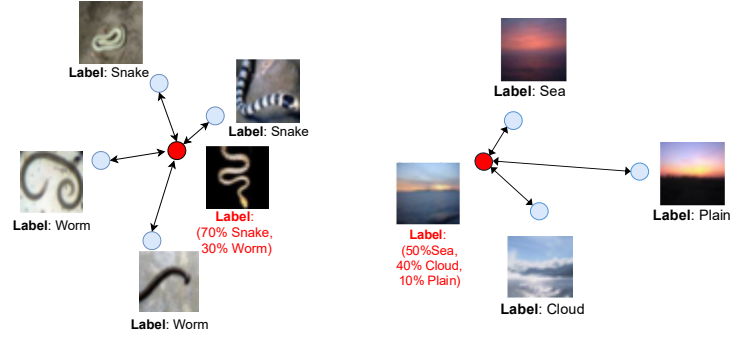 Label: Snake
Label: Snake
Label: Worm
Label:
(70% Snake,
30% Worm)
Label: Worm
Label: Sea
Label: Plain
Label:
(50%Sea,
40% Cloud,
10% Plain)
Label: Cloud